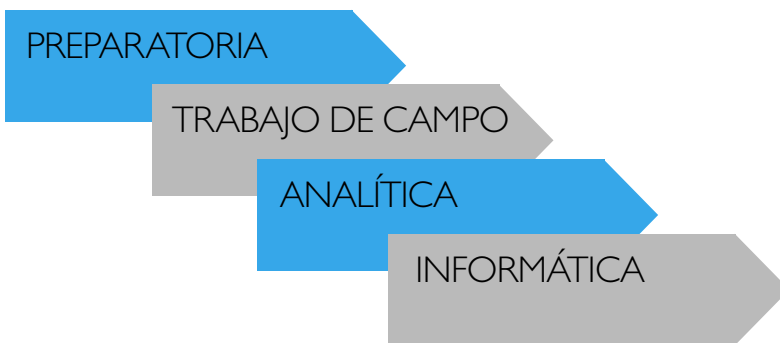 PREPARATORIA
TRABAJO DE CAMPO
ANALÍTICA
INFORMÁTICA